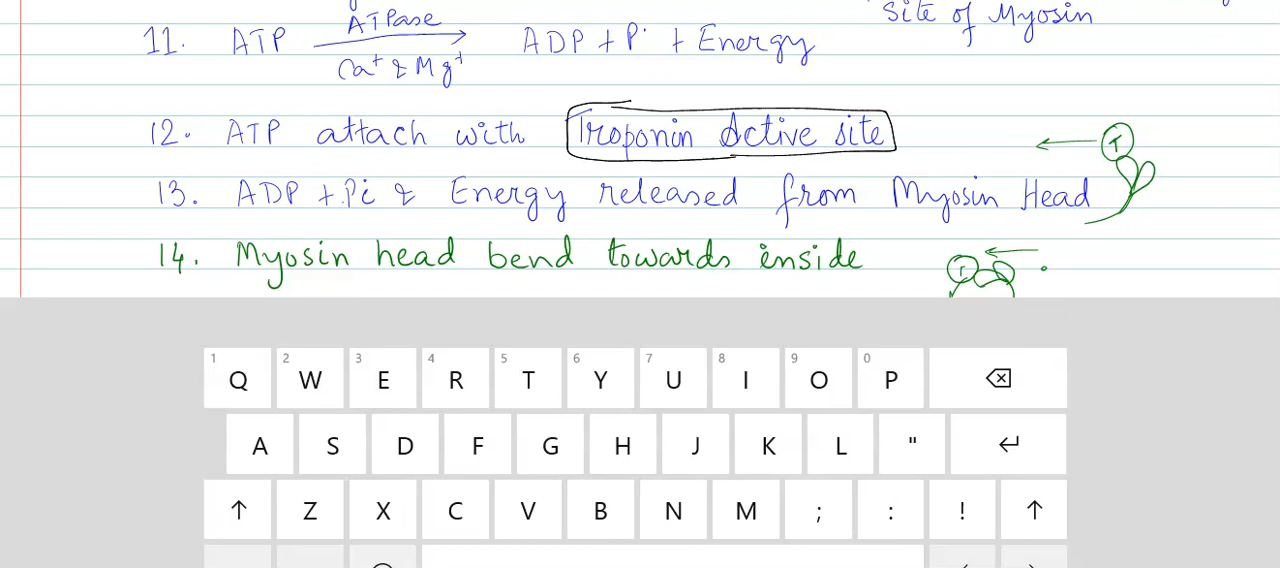 Site of Myosin
11. ATP ATPase Ca+ & Mg+ ADP + Pi + Energy
12. ATP attach with Troponin Active site
T
13. ADP + Pi & Energy released from Myosin Head
14. Myosin head bend towards inside
1 Q 2 W 3 E 4 R 5 T 6 Y 7 U 8 I 9 O 0 P
A S D F G H J K L "
Z X C V B N M ; : !